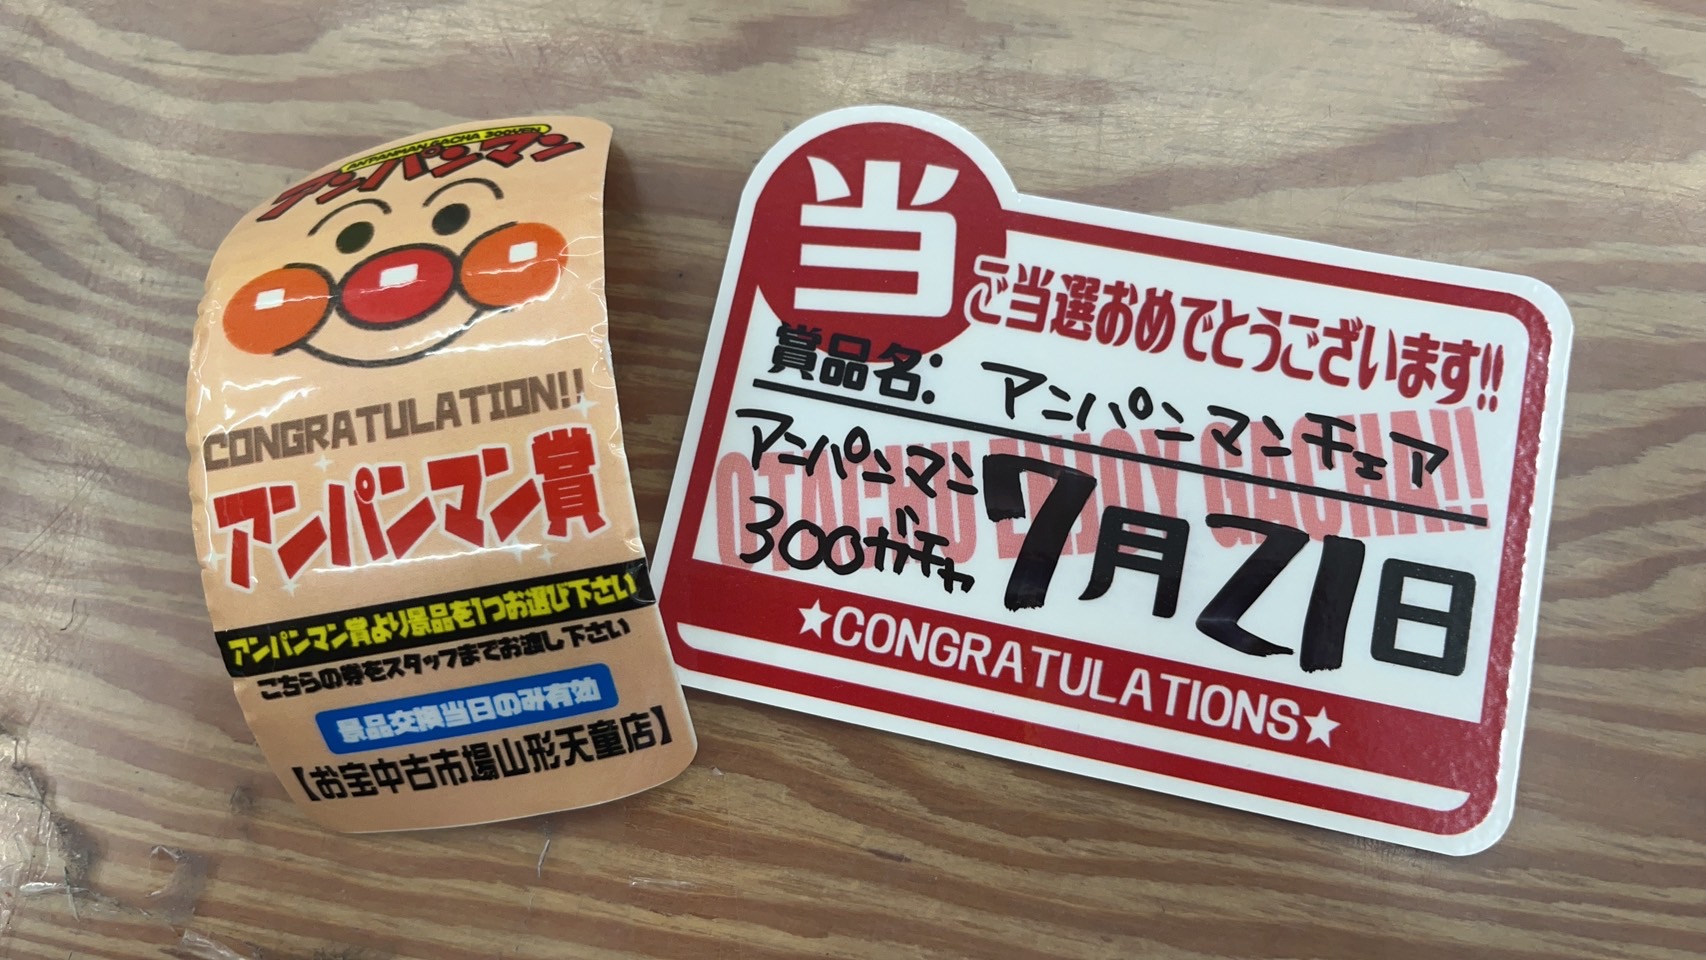 ANPANMAN GACHA 300YEN
アンパンマン
CONGRATULATION!!
アンパンマン賞
アンパンマン賞より景品を1つお選び下さい
こちらの券をスタッフまでお渡し下さい
景品交換当日のみ有効
【お宝中古市場山形天童店】
当
ご当選おめでとうございます!!
賞品名: アンパンマンチェア
OTACHU ENJOY GACHA!!
アンパンマン
300ガチャ
7月21日
★CONGRATULATIONS★